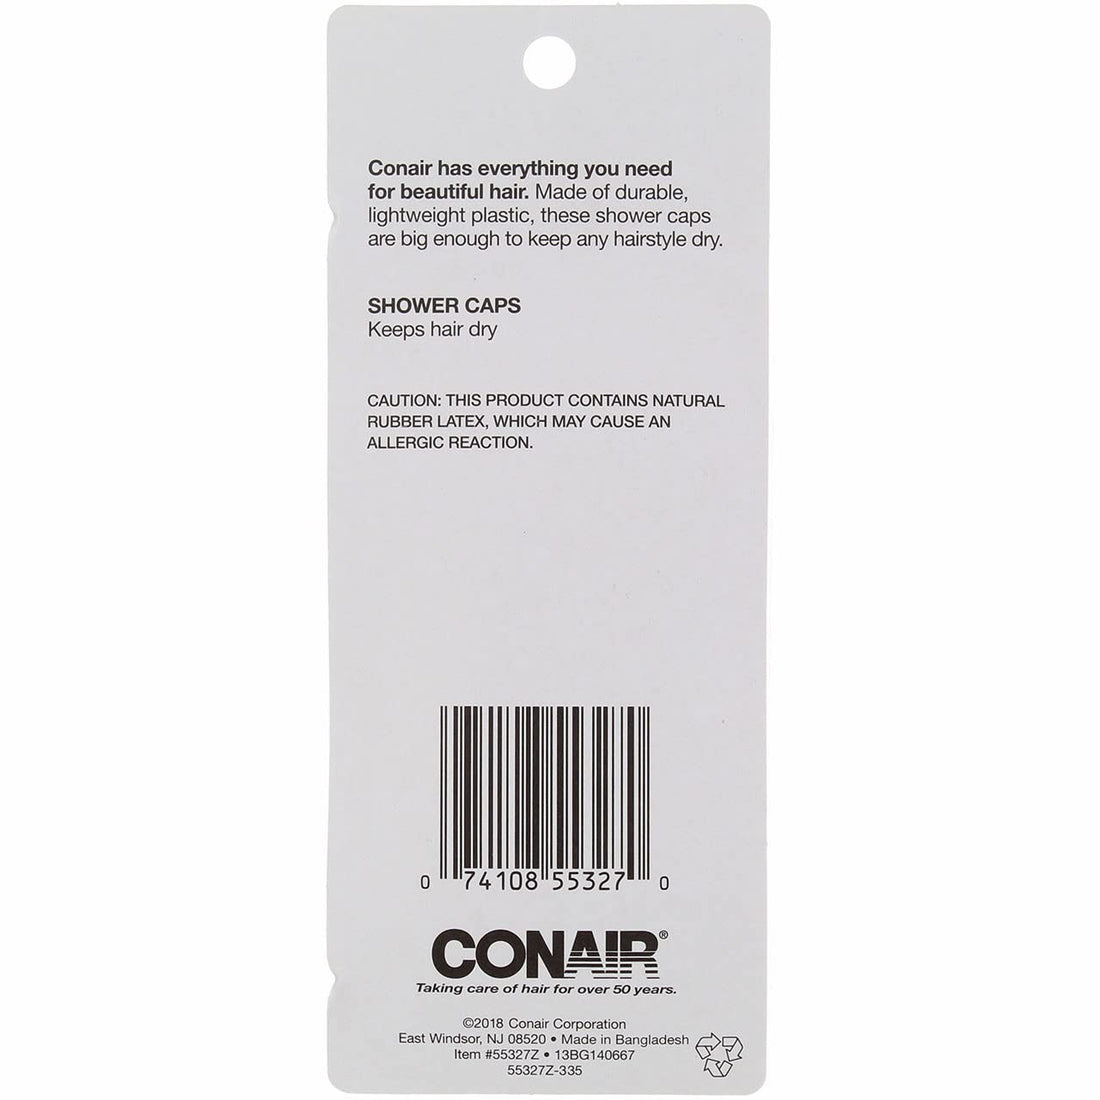 Conair has everything you need
for beautiful hair. Made of durable,
lightweight plastic, these shower caps
are big enough to keep any hairstyle dry.
SHOWER CAPS
Keeps hair dry
CAUTION: THIS PRODUCT CONTAINS NATURAL
RUBBER LATEX, WHICH MAY CAUSE AN
ALLERGIC REACTION.
0 74108 55327 0
CONAIR®
Taking care of hair for over 50 years.
©2018 Conair Corporation
East Windsor, NJ 08520 • Made in Bangladesh
Item #55327Z • 13BG140667
55327Z-335